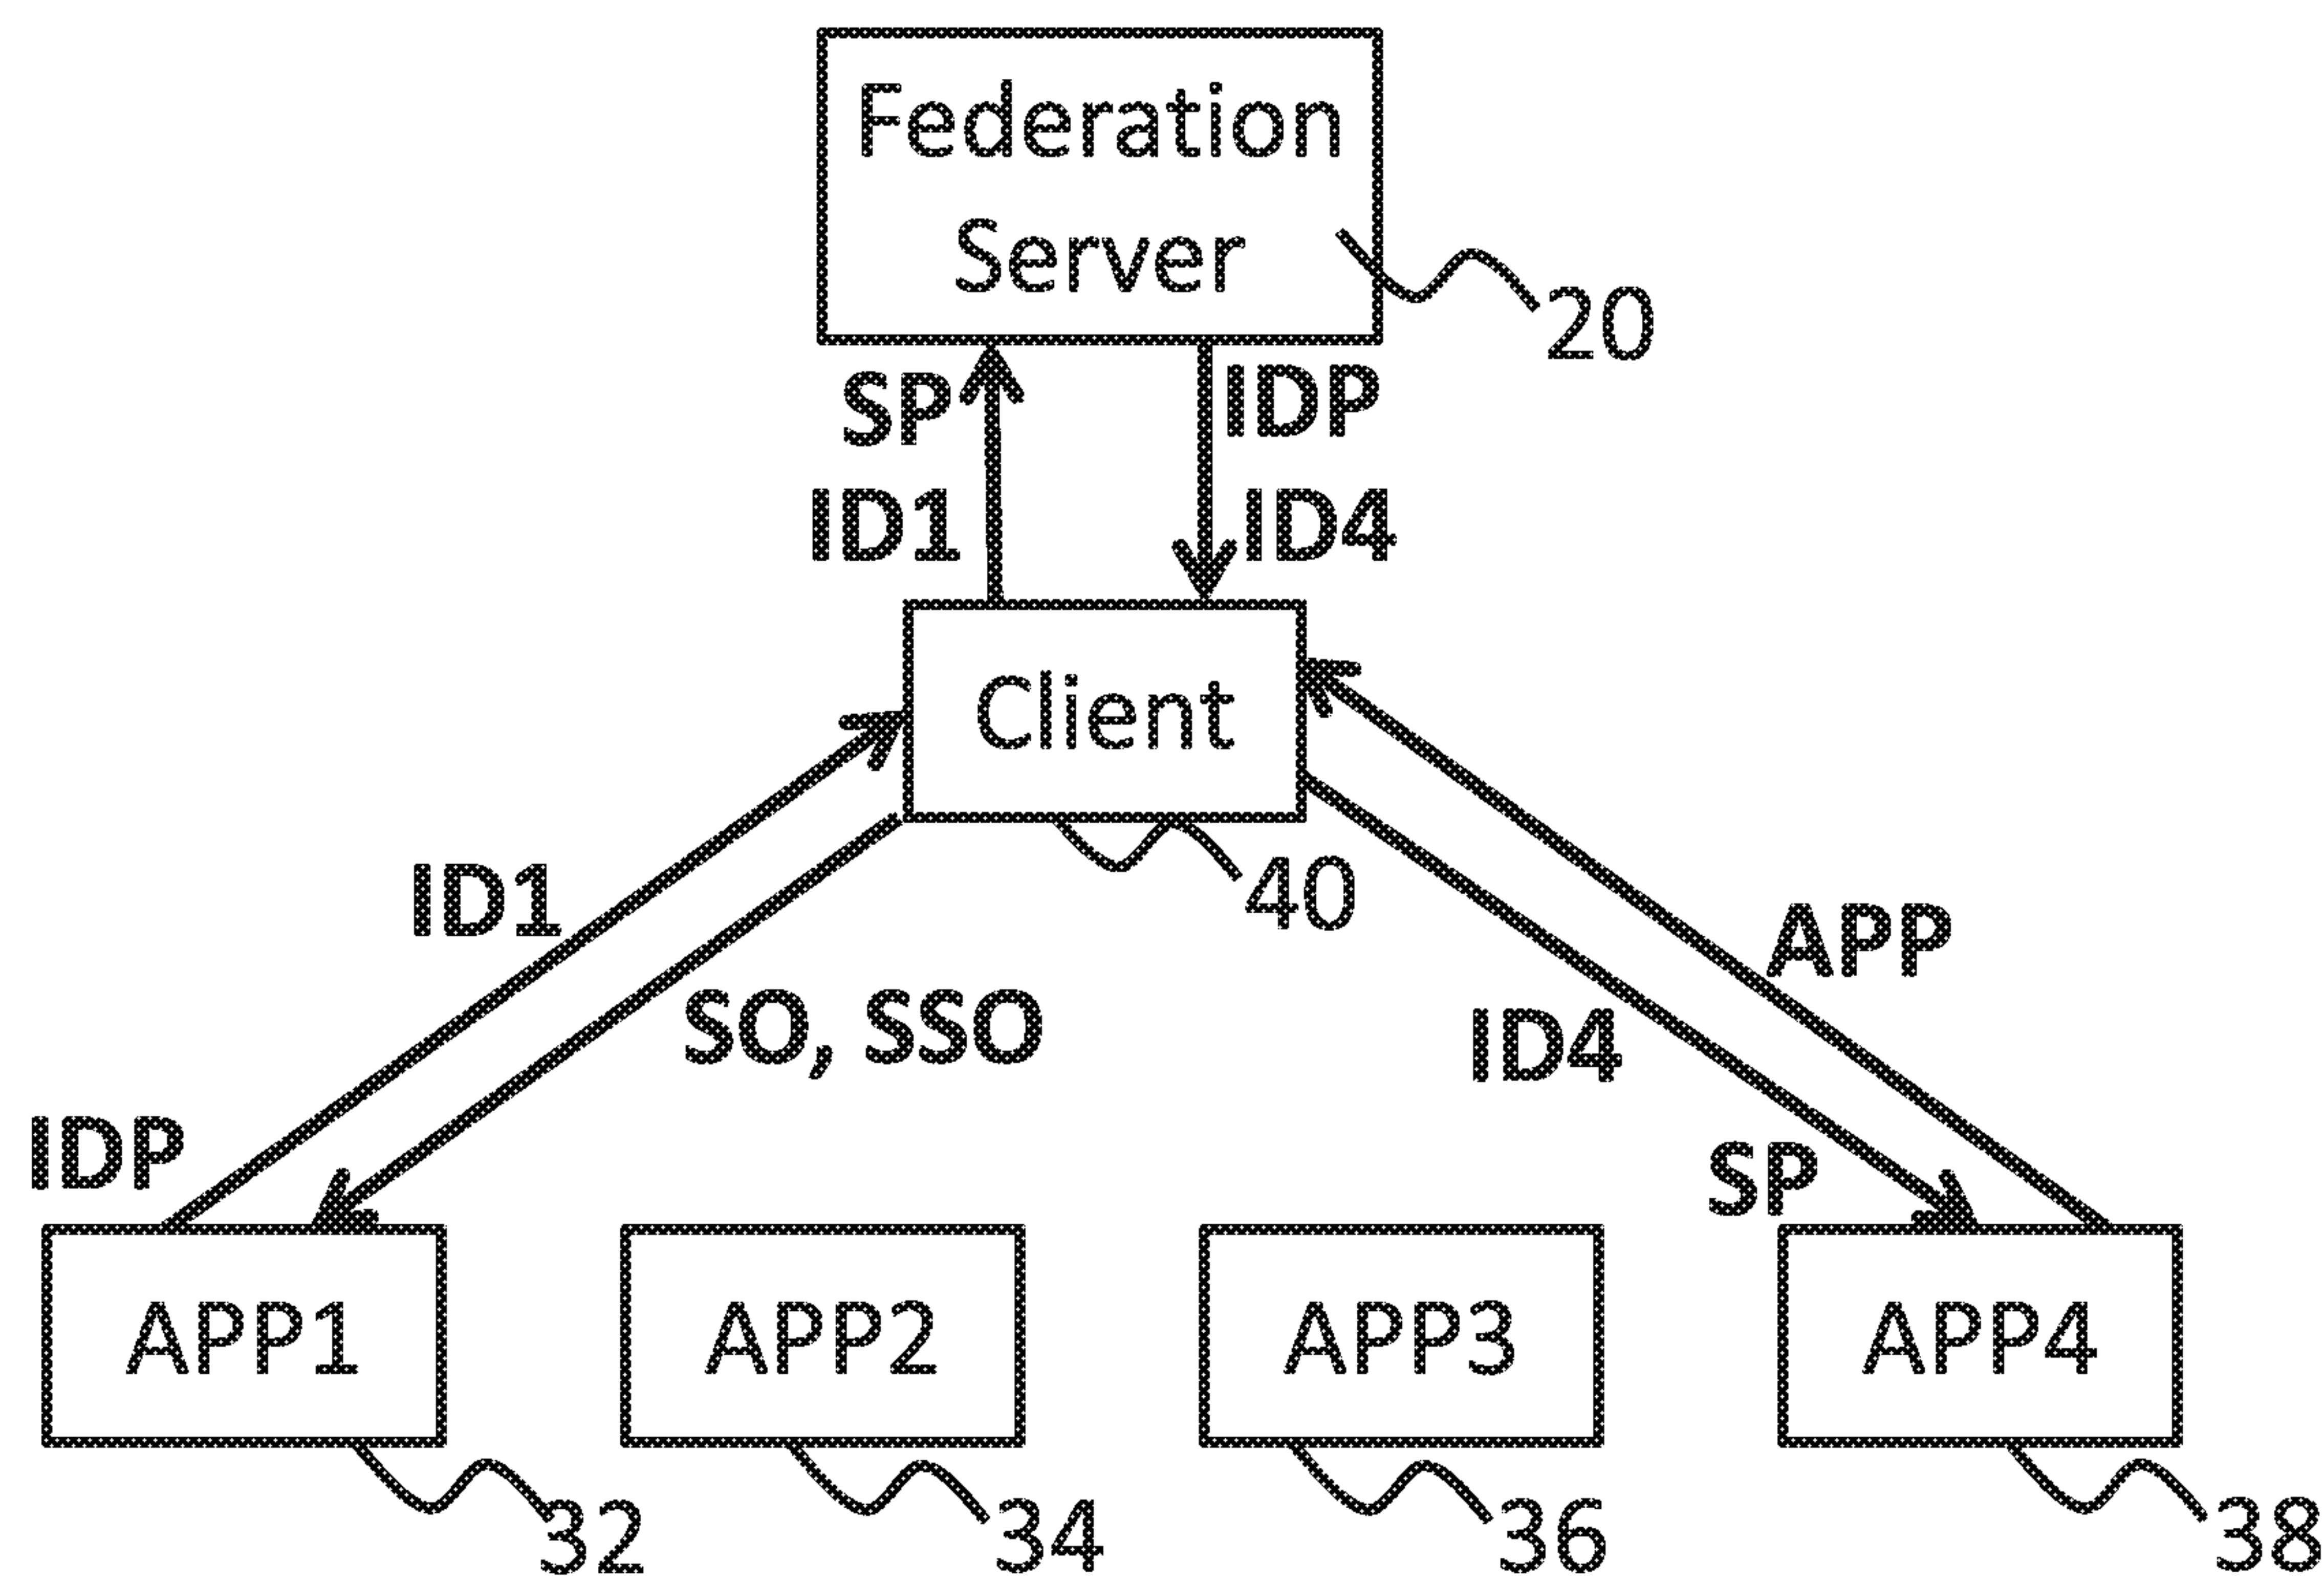 Federation
Server
20
SP
IDP
ID1
ID4
Client
40
ID1
APP
SO, SSO
ID4
IDP
SP
APP1
APP2
APP3
APP4
32
34
36
38